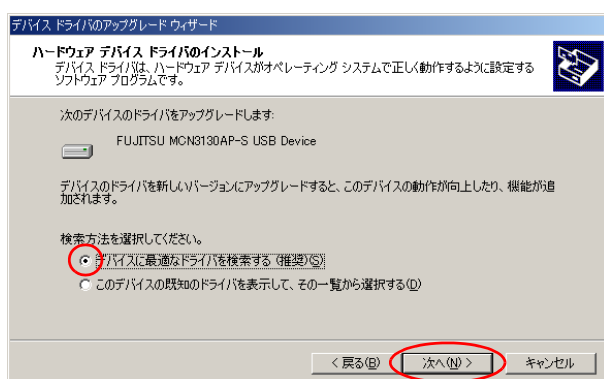 デバイス ドライバのアップグレード ウィザード
ハードウェア デバイス ドライバのインストール
デバイス ドライバは、ハードウェア デバイスがオペレーティング システムで正しく動作するように設定する
ソフトウェア プログラムです。
次のデバイスのドライバをアップグレードします:
FUJITSU MCN3130AP-S USB Device
デバイスのドライバを新しいバージョンにアップグレードすると、このデバイスの動作が向上したり、機能が追
加されます。
検索方法を選択してください。
デバイスに最適なドライバを検索する (推奨)(S)
このデバイスの既知のドライバを表示して、その一覧から選択する(D)
< 戻る(B) 次へ(N) > キャンセル